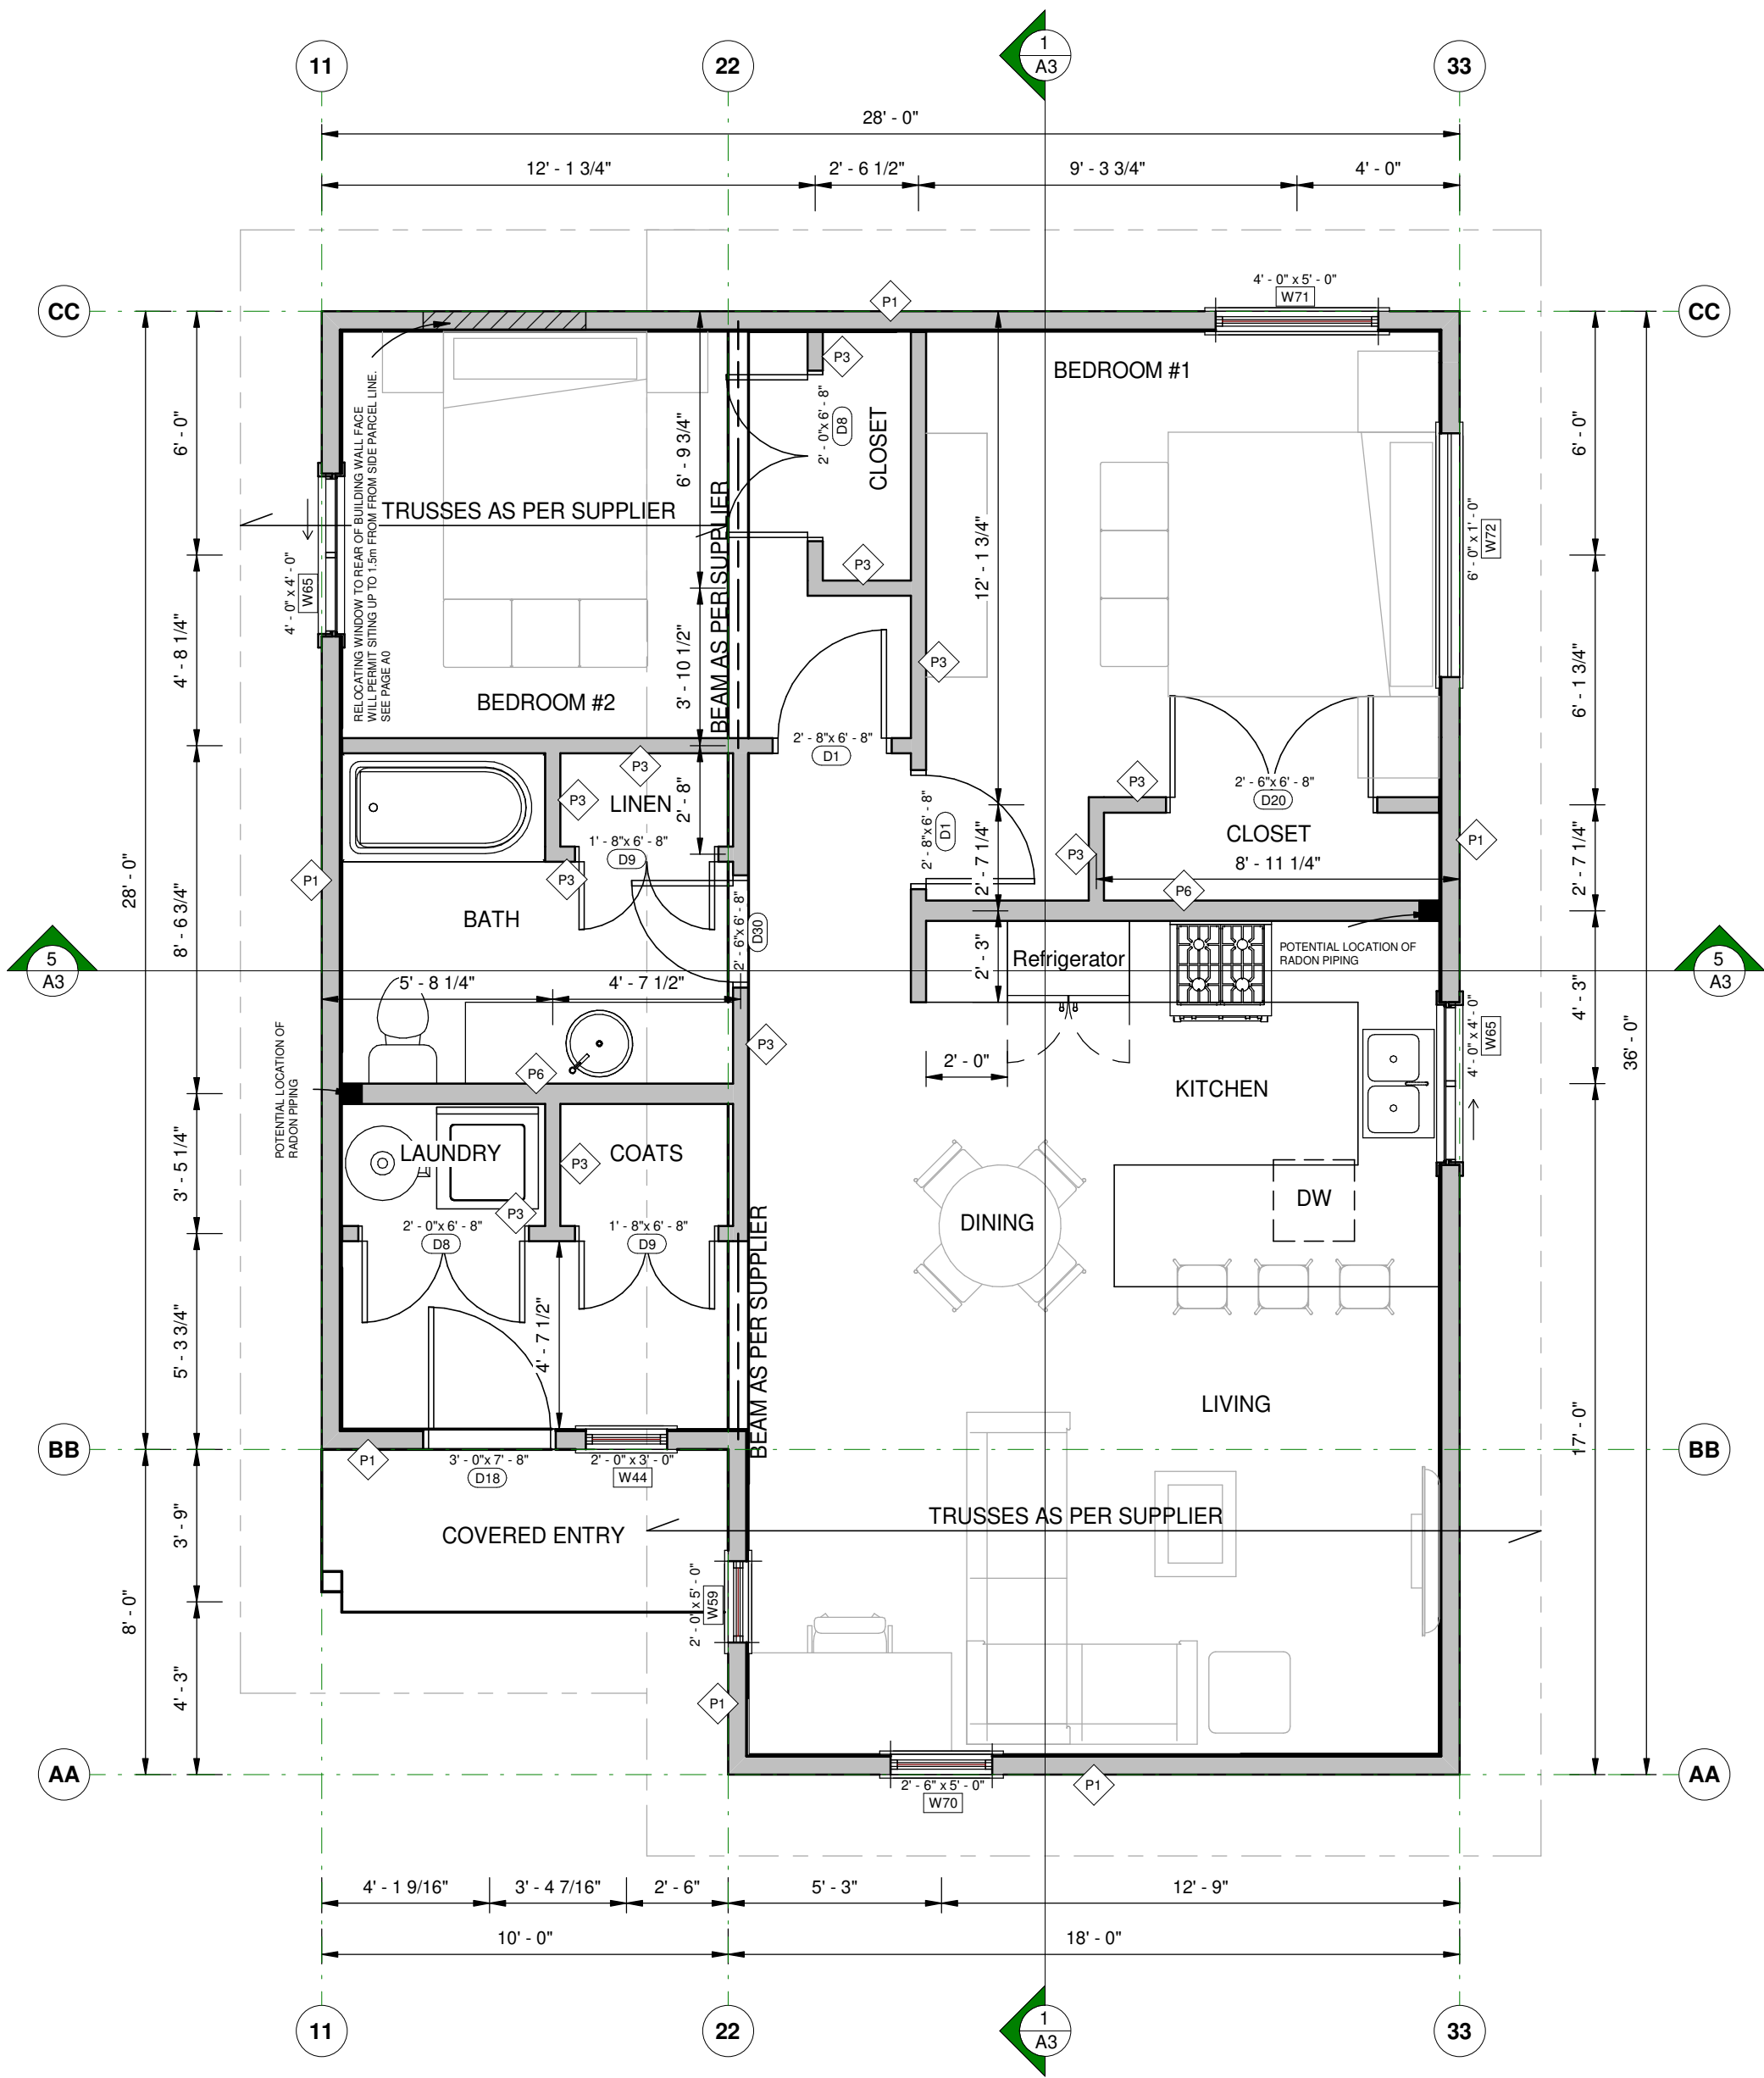 11
22
1
A3
33
28' - 0"
12' - 1 3/4"
2' - 6 1/2"
9' - 3 3/4"
4' - 0"
4' - 0" x 5' - 0"
W71
CC
P1
CC
BEDROOM #1
P3
6' - 0"
RELOCATING WINDOW TO REAR OF BUILDING WALL FACE
WILL PERMIT SITING UP TO 1.5m FROM FROM SIDE PARCEL LINE.
SEE PAGE A0
6' - 9 3/4"
2' - 0"x 6' - 8"
D8
CLOSET
6' - 0"
TRUSSES AS PER SUPPLIER
BEAM AS PER SUPPLIER
12' - 1 3/4"
6' - 0" x 1' - 0"
W72
4' - 0" x 4' - 0"
W65
P3
4' - 8 1/4"
3' - 10 1/2"
P3
6' - 1 3/4"
BEDROOM #2
2' - 8"x 6' - 8"
D1
P3
P3
LINEN
2' - 8"
1' - 8"x 6' - 8"
D9
P3
2' - 8"x 6' - 8"
D1
2' - 7 1/4"
P3
2' - 6"x 6' - 8"
D20
CLOSET
8' - 11 1/4"
P3
P6
P1
2' - 7 1/4"
28' - 0"
P1
8' - 6 3/4"
BATH
2' - 6"x 6' - 8"
D30
5
A3
5' - 8 1/4"
4' - 7 1/2"
2' - 3"
Refrigerator
POTENTIAL LOCATION OF
RADON PIPING
5
A3
4' - 3"
36' - 0"
4' - 0" x 4' - 0"
W65
POTENTIAL LOCATION OF
RADON PIPING
P6
P3
2' - 0"
KITCHEN
3' - 5 1/4"
LAUNDRY
P3
COATS
P3
2' - 0"x 6' - 8"
D8
1' - 8"x 6' - 8"
D9
DINING
DW
5' - 3 3/4"
4' - 7 1/2"
BEAM AS PER SUPPLIER
LIVING
17' - 0"
BB
P1
3' - 0"x 7' - 8"
D18
2' - 0" x 3' - 0"
W44
BB
3' - 9"
COVERED ENTRY
TRUSSES AS PER SUPPLIER
8' - 0"
2' - 0" x 5' - 0"
W59
4' - 3"
P1
AA
2' - 6" x 5' - 0"
W70
P1
AA
4' - 1 9/16"
3' - 4 7/16"
2' - 6"
5' - 3"
12' - 9"
10' - 0"
18' - 0"
11
22
1
A3
33